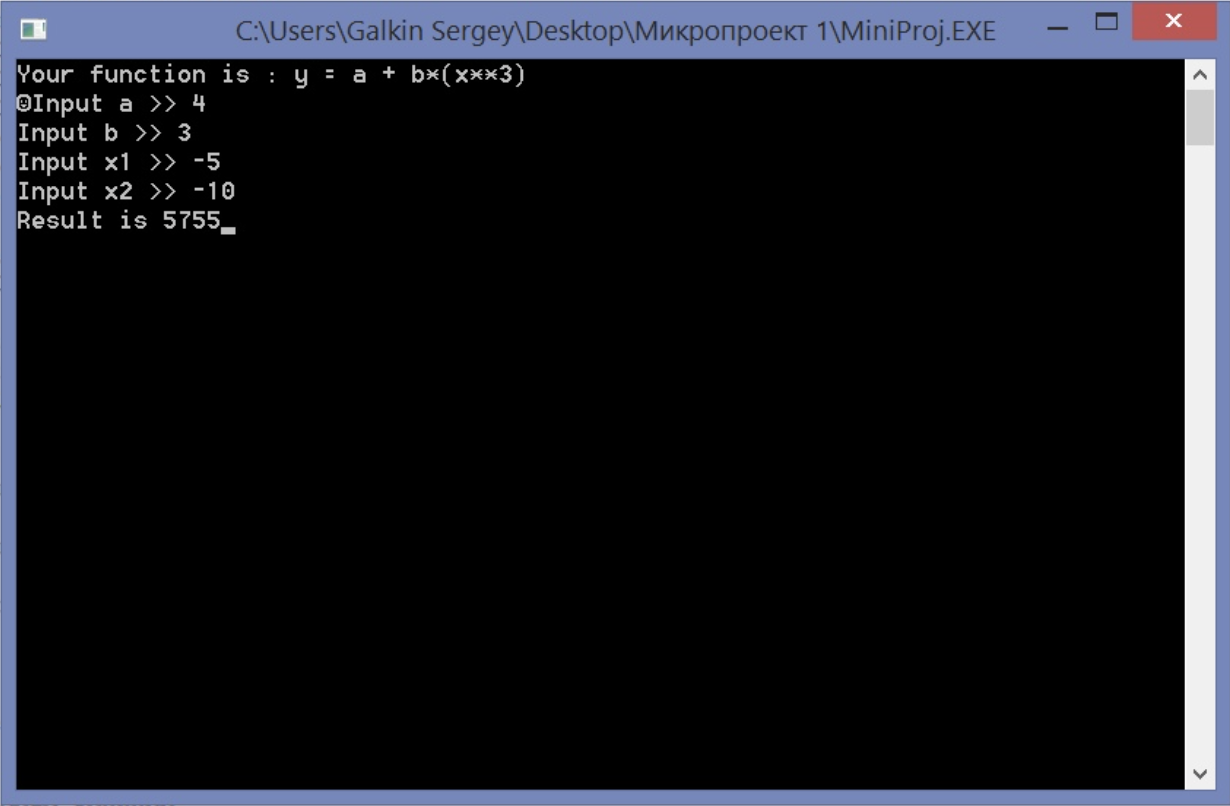 C:\Users\Galkin Sergey\Desktop\Микропроект 1\MiniProj.EXE
Your function is : y = a + b*(x**3)
☺Input a >> 4
Input b >> 3
Input x1 >> -5
Input x2 >> -10
Result is 5755_